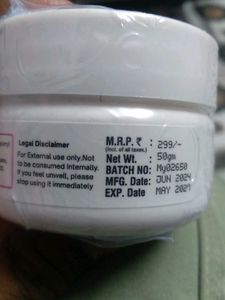 Legal Disclaimer
For External use only.Not
to be consumed internally.
If you feel unwell, please
stop using it immediately
M.R.P. ₹ : 299/-
(Incl. of all taxes.)
Net Wt. : 50gm
BATCH NO: My02650
MFG. Date: JUN 2024
EXP. Date MAY 2027